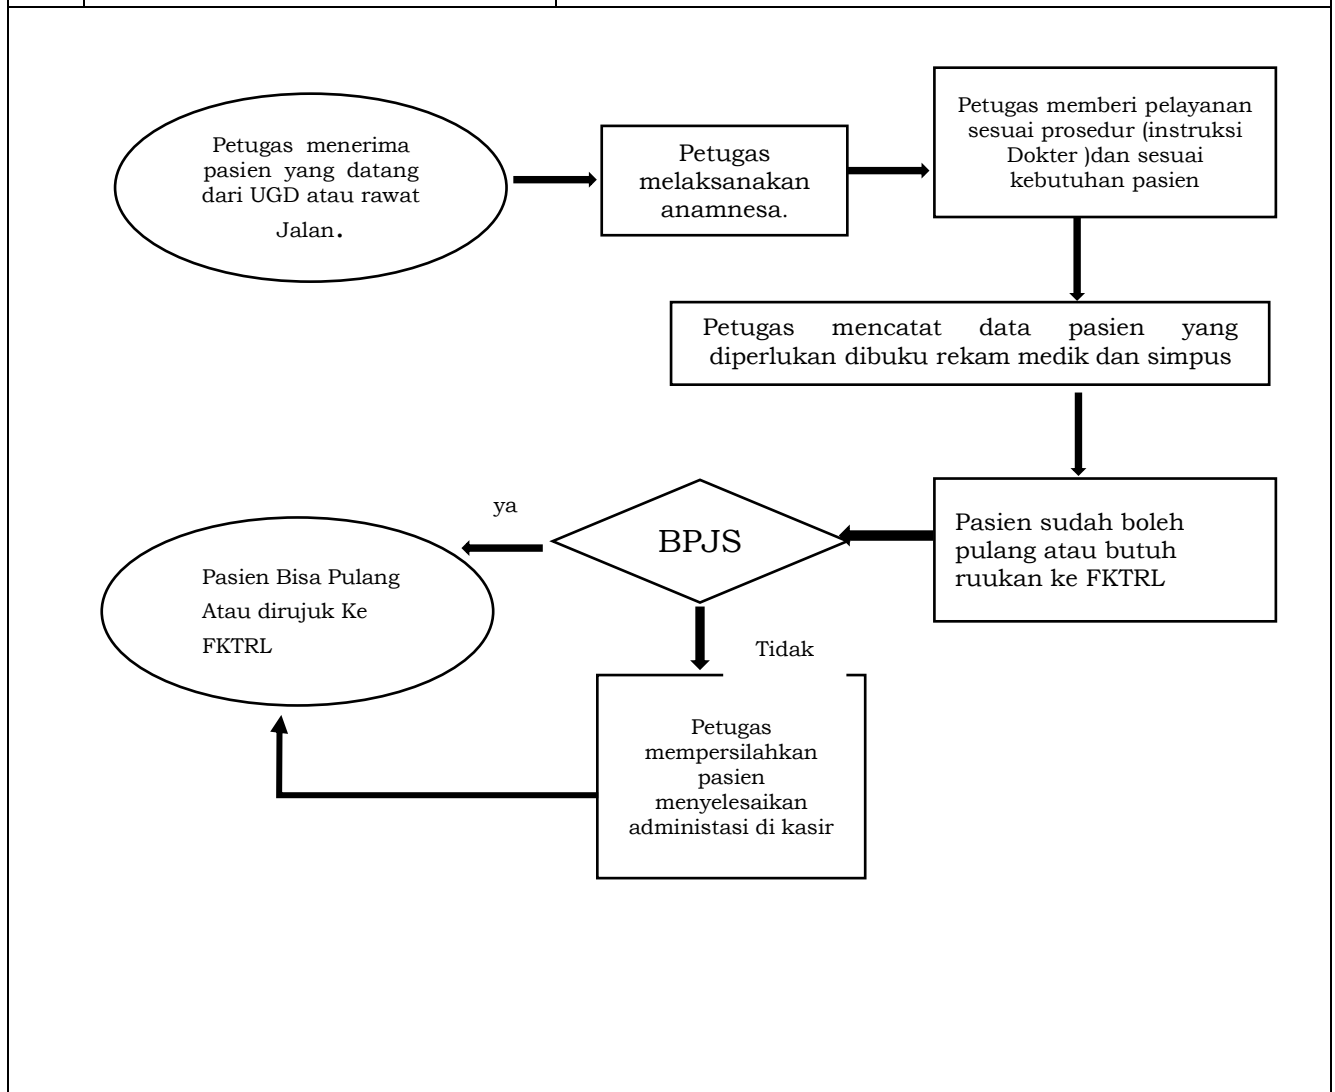 Petugas menerima
pasien yang datang
dari UGD atau rawat
Jalan.
Petugas
melaksanakan
anamnesa.
Petugas memberi pelayanan
sesuai prosedur (instruksi
Dokter )dan sesuai
kebutuhan pasien
Petugas mencatat data pasien yang
diperlukan dibuku rekam medik dan simpus
Pasien sudah boleh
pulang atau butuh
ruukan ke FKTRL
BPJS
ya
Pasien Bisa Pulang
Atau dirujuk Ke
FKTRL
Tidak
Petugas
mempersilahkan
pasien
menyelesaikan
administasi di kasir